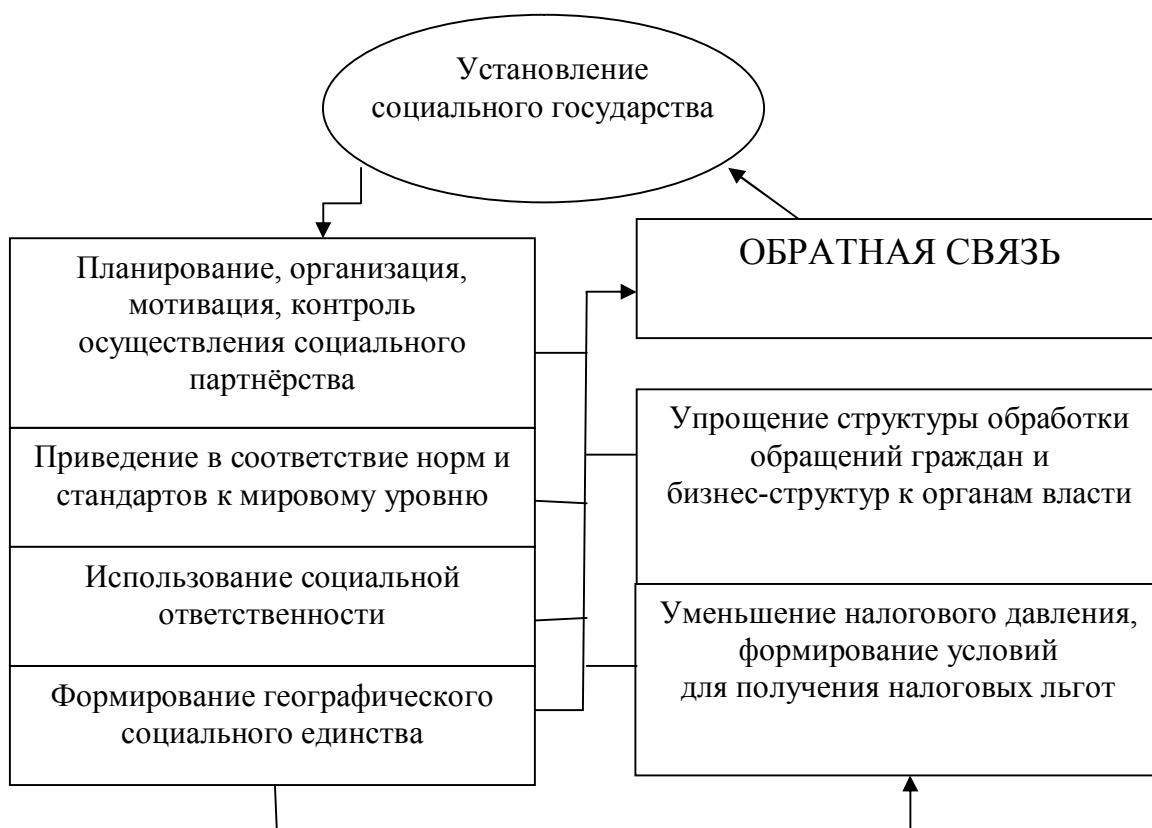 Установление
социального государства
Планирование, организация,
мотивация, контроль
осуществления социального
партнёрства
Приведение в соответствие норм и
стандартов к мировому уровню
Использование социальной
ответственности
Формирование географического
социального единства
ОБРАТНАЯ СВЯЗЬ
Упрощение структуры обработки
обращений граждан и
бизнес-структур к органам власти
Уменьшение налогового давления,
формирование условий
для получения налоговых льгот